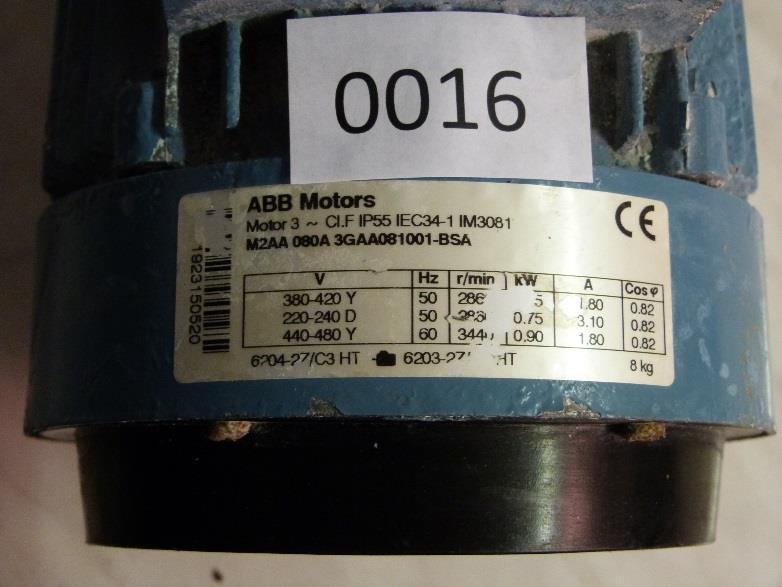 0016
ABB Motors
Motor 3 ~ Cl.F IP55 IEC34-1 IM3081
M2AA 080A 3GAA081001-BSA
V Hz r/min kW A Cos φ
380-420 Y 50 1.80 0.82
220-240 D 50 0.75 3.10 0.82
440-480 Y 60 3440 0.90 1.80 0.82
6204-2Z/C3 HT HT 8 kg
1923150520
CE